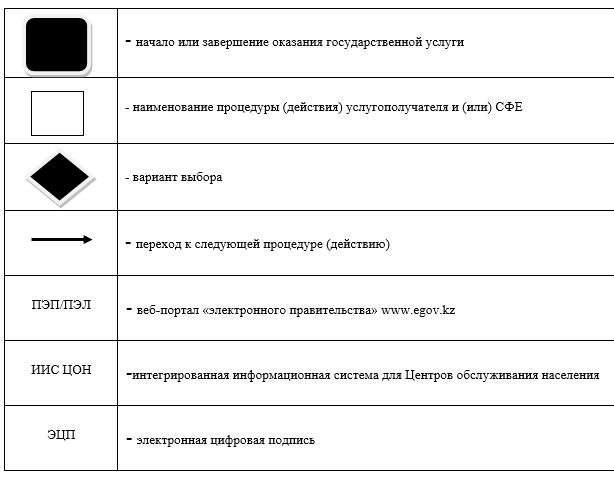 - начало или завершение оказания государственной услуги
- наименование процедуры (действия) услугополучателя и (или) СФЕ
- вариант выбора
- переход к следующей процедуре (действию)
ПЭП/ПЭЛ - веб-портал «электронного правительства» www.egov.kz
ИИС ЦОН -интегрированная информационная система для Центров обслуживания населения
ЭЦП - электронная цифровая подпись